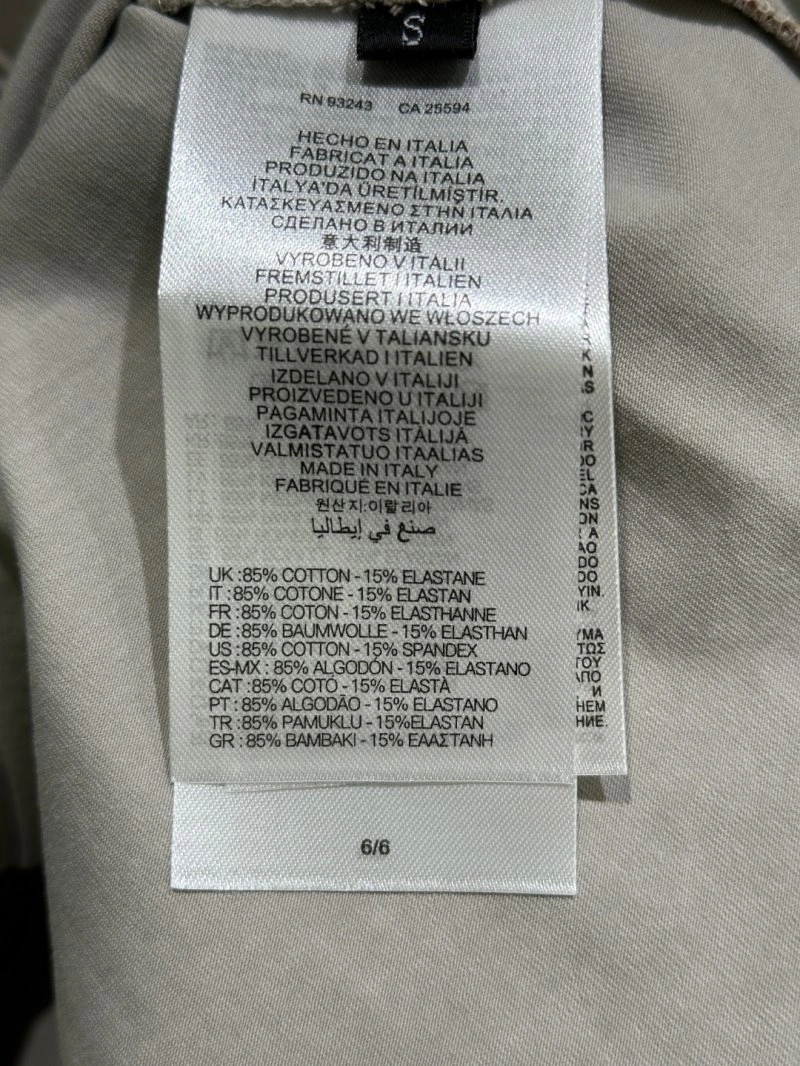 S
RN 93243 CA 25594
HECHO EN ITALIA
FABRICAT A ITALIA
PRODUZIDO NA ITALIA
İTALYA'DA ÜRETİLMİŞTİR.
ΚΑΤΑΣΚΕΥΑΣΜΕΝΟ ΣΤΗΝ ΙΤΑΛΙΑ
СДЕЛАНО В ИТАЛИИ
意大利制造
VYROBENO V ITALII
FREMSTILLET I ITALIEN
PRODUSERT I ITALIA
WYPRODUKOWANO WE WŁOSZECH
VYROBENÉ V TALIANSKU
TILLVERKAD I ITALIEN
IZDELANO V ITALIJI
PROIZVEDENO U ITALIJI
PAGAMINTA ITALIJOJE
IZGATAVOTS ITĀLIJĀ
VALMISTATUO ITAALIAS
MADE IN ITALY
FABRIQUÉ EN ITALIE
원산지:이탈리아
صنع في إيطاليا
UK :85% COTTON - 15% ELASTANE
IT :85% COTONE - 15% ELASTAN
FR :85% COTON - 15% ELASTHANNE
DE :85% BAUMWOLLE - 15% ELASTHAN
US :85% COTTON - 15% SPANDEX
ES-MX : 85% ALGODÓN - 15% ELASTANO
CAT :85% COTÓ - 15% ELASTÀ
PT :85% ALGODÃO - 15% ELASTANO
TR :85% PAMUKLU - 15%ELASTAN
GR :85% ΒΑΜΒΑΚΙ - 15% ΕΛΑΣΤΑΝΗ
6/6